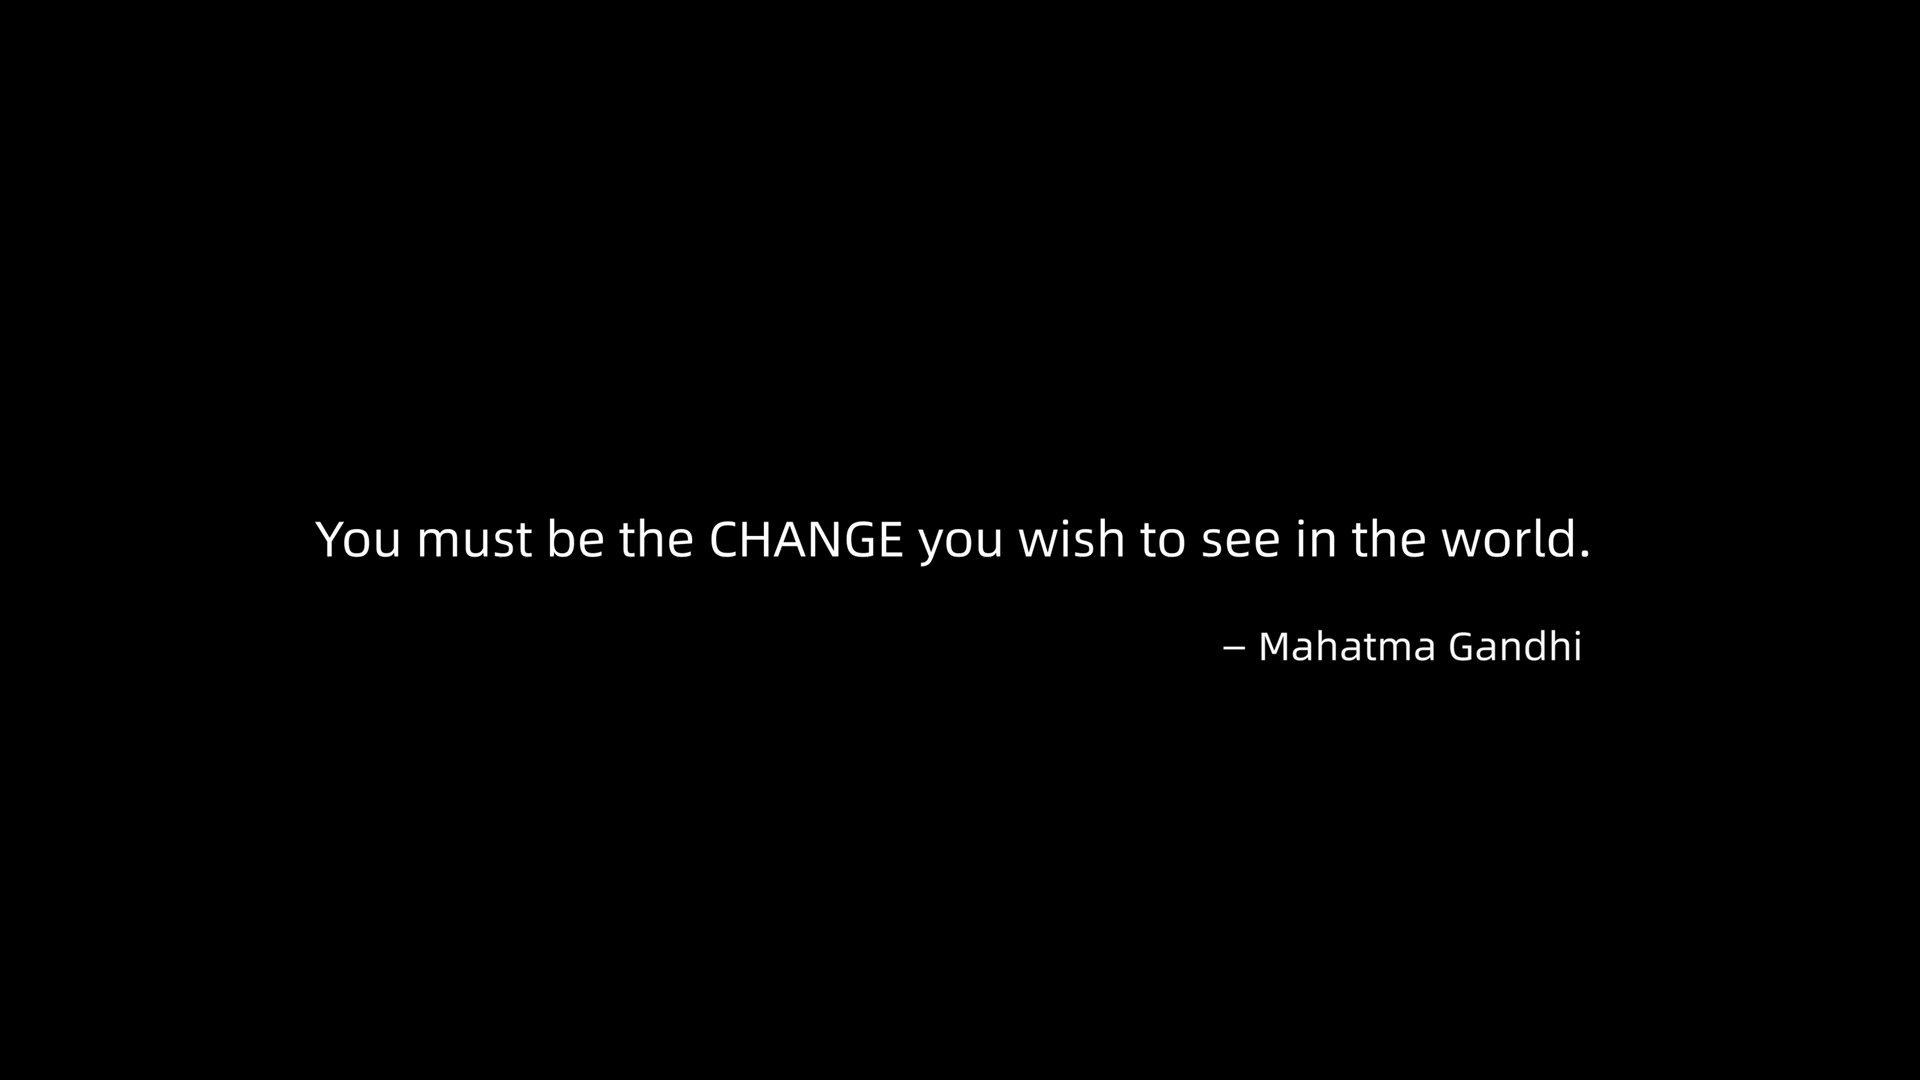 You must be the CHANGE you wish to see in the world.
– Mahatma Gandhi